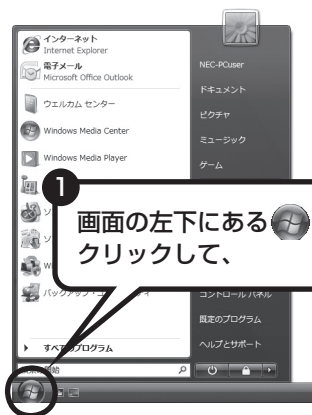 インターネット
Internet Explorer
電子メール
Microsoft Office Outlook
ウェルカム センター
Windows Media Center
Windows Media Player
NEC-PCuser
ドキュメント
ピクチャ
ミュージック
ゲーム
1
画面の左下にある
クリックして、
コントロール パネル
既定のプログラム
ヘルプとサポート
すべてのプログラム